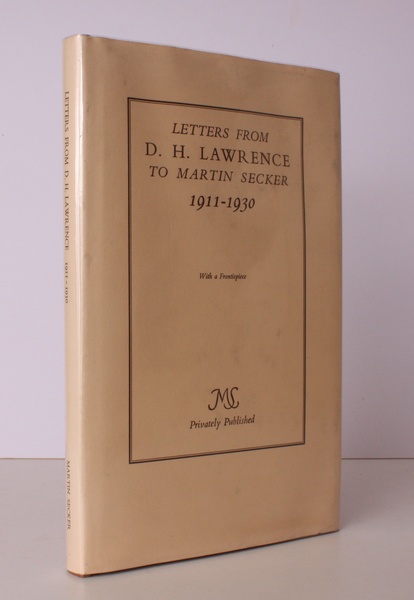 LETTERS FROM
D. H. LAWRENCE
TO MARTIN SECKER
1911-1930
With a Frontispiece
MS
Privately Published
LETTERS FROM D. H. LAWRENCE 1911-1930
MARTIN SECKER